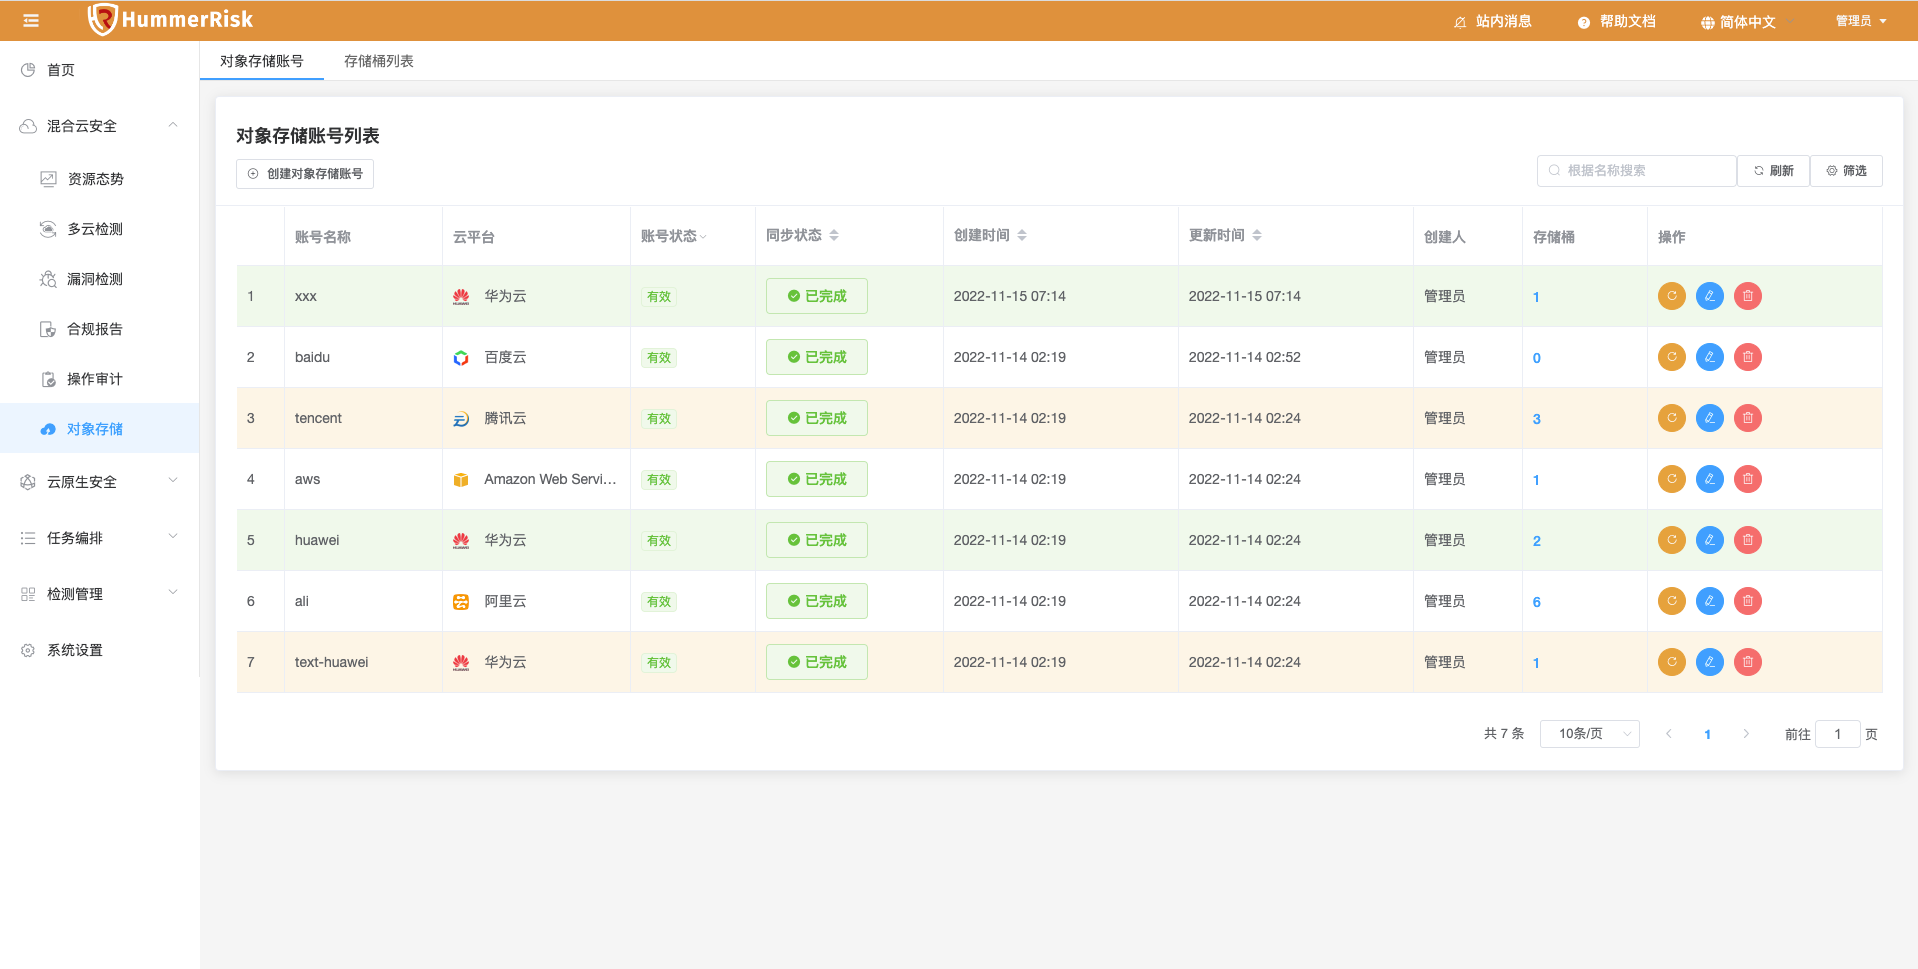 HummerRisk
站内消息
帮助文档
简体中文
管理员
首页
混合云安全
资源态势
多云检测
漏洞检测
合规报告
操作审计
对象存储
云原生安全
任务编排
检测管理
系统设置
对象存储账号 存储桶列表
对象存储账号列表
创建对象存储账号
根据名称搜索 刷新 筛选
账号名称 云平台 账号状态 同步状态 创建时间 更新时间 创建人 存储桶 操作
1 xxx 华为云 有效 已完成 2022-11-15 07:14 2022-11-15 07:14 管理员 1
2 baidu 百度云 有效 已完成 2022-11-14 02:19 2022-11-14 02:52 管理员 0
3 tencent 腾讯云 有效 已完成 2022-11-14 02:19 2022-11-14 02:24 管理员 3
4 aws Amazon Web Servi... 有效 已完成 2022-11-14 02:19 2022-11-14 02:24 管理员 1
5 huawei 华为云 有效 已完成 2022-11-14 02:19 2022-11-14 02:24 管理员 2
6 ali 阿里云 有效 已完成 2022-11-14 02:19 2022-11-14 02:24 管理员 6
7 text-huawei 华为云 有效 已完成 2022-11-14 02:19 2022-11-14 02:24 管理员 1
共 7 条 10条/页 1 前往 1 页